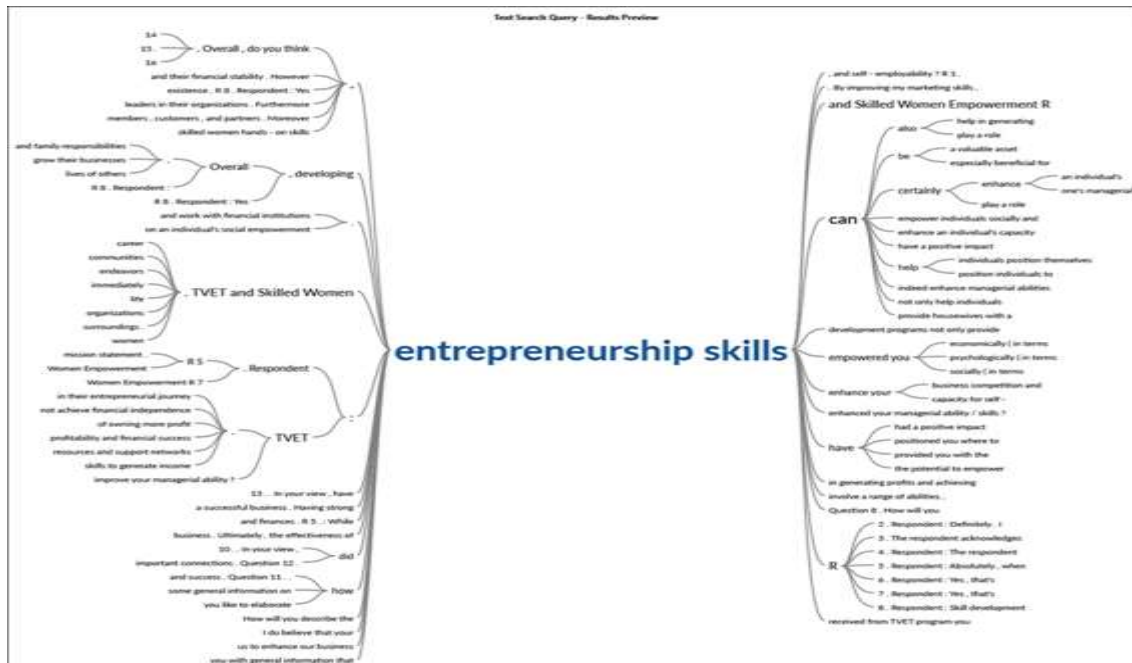 Text Search Query - Results Preview
14
15 .
16
. Overall , do you think
and their financial stability . However
existence . R 8 . Respondent : Yes
leaders in their organizations . Furthermore
members , customers , and partners . Moreover
skilled women hands - on skills
,
and family responsibilities
grow their businesses
lives of others
.
R 8 . Respondent :
Overall
R 8 . Respondent : Yes
, developing
and work with financial institutions
on an individual's social empowerment
.
career
communities
endeavors
immediately
life
organizations
surroundings .
women
. TVET and Skilled Women
mission statement .
Women Empowerment
R 5
Women Empowerment R 7
. Respondent
in their entrepreneurial journey
not achieve financial independence
of owning more profit
profitability and financial success
resources and support networks
skills to generate income
.
improve your managerial ability ?
TVET
:
13 . . In your view , have
a successful business . Having strong
and finances . R 5 . : While
business . Ultimately , the effectiveness of
10 . . In your view ,
important connections . Question 12 .
did
and success . Question 11 . ,
some general information on
you like to elaborate
how
How will you describe the
I do believe that your
us to enhance our business
you with general information that
entrepreneurship skills
, and self - employability ? R 1 .
. By improving my marketing skills ,
and Skilled Women Empowerment R
can
also
help in generating
play a role
be
a valuable asset
especially beneficial for
certainly
enhance
an individual's
one's managerial
play a role
empower individuals socially and
enhance an individual's capacity
have a positive impact
help
individuals position themselves
position individuals to
indeed enhance managerial abilities
not only help individuals
provide housewives with a
development programs not only provide
empowered you
economically ( in terms
psychologically ( in terms
socially ( in terms
enhance your
business competition and
capacity for self -
enhanced your managerial ability / skills ?
have
had a positive impact
positioned you where to
provided you with the
the potential to empower
in generating profits and achieving
involve a range of abilities ,
Question 8 . How will you
R
2 . Respondent : Definitely . I
3 . The respondent acknowledges
4 . Respondent : The respondent
5 . Respondent : Absolutely , when
6 . Respondent : Yes , that's
7 . Respondent : Yes , that's
8 . Respondent : Skill development
received from TVET program you